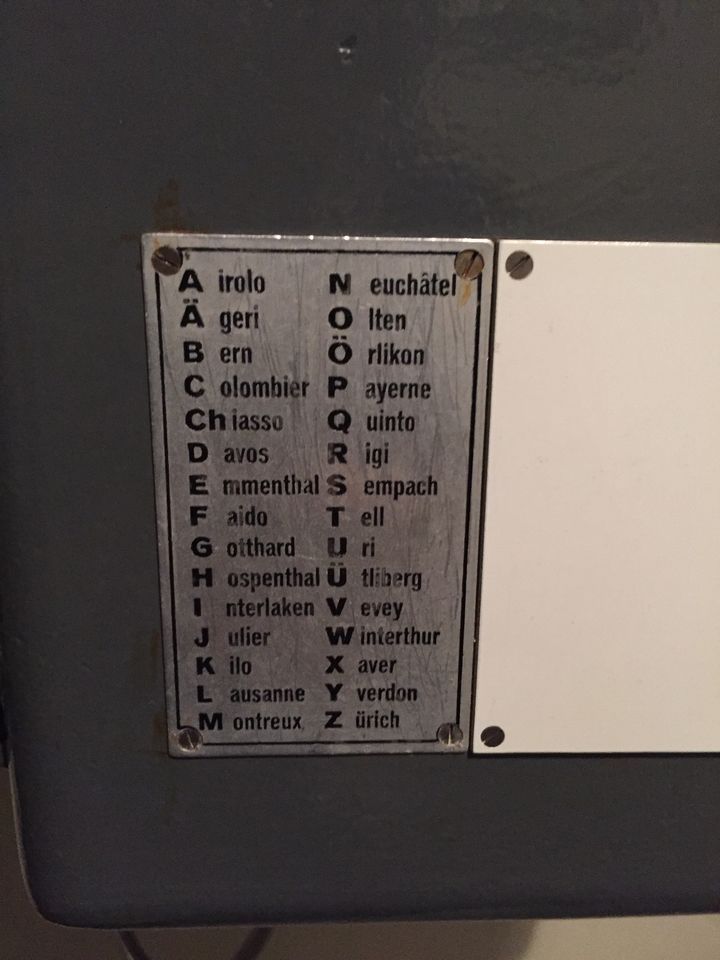 A irolo
Ä geri
B ern
C olombier
Ch iasso
D avos
E mmenthal
F aido
G otthard
H ospenthal
I nterlaken
J ulier
K ilo
L ausanne
M ontreux
N euchâtel
O lten
Ö rlikon
P ayerne
Q uinto
R igi
S empach
T ell
U ri
Ü tliberg
V evey
W interthur
X aver
Y verdon
Z ürich